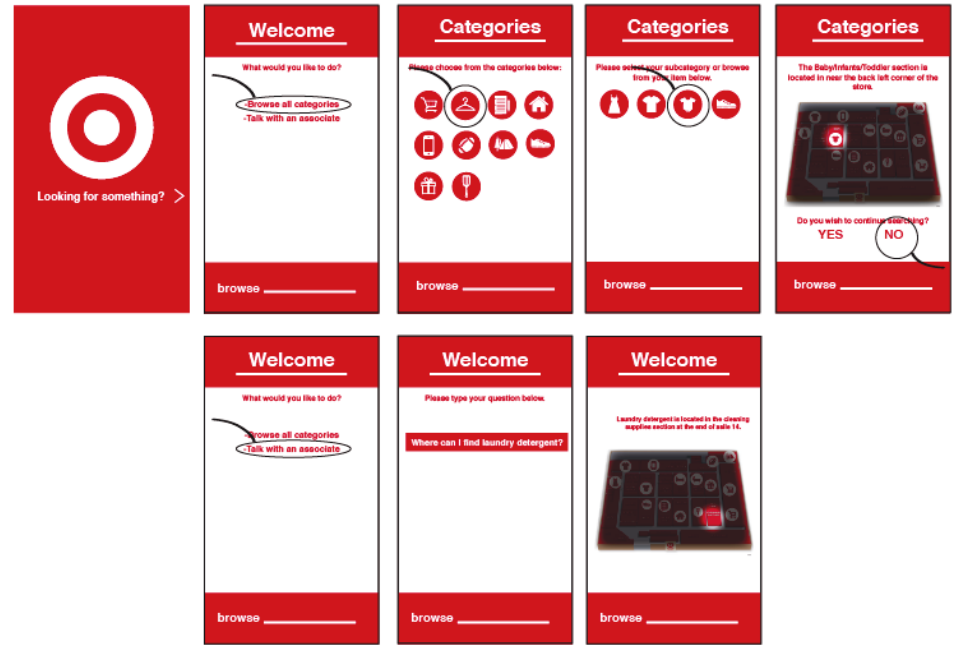 Looking for something? >
Welcome
What would you like to do?
-Browse all categories
-Talk with an associate
browse
Categories
Please choose from the categories below:
browse
Categories
Please select your subcategory or browse
from your item below.
browse
Categories
The Baby/Infants/Toddler section is
located in near the back left corner of the
store.
Do you wish to continue searching?
YES NO
browse
Welcome
What would you like to do?
-Browse all categories
-Talk with an associate
browse
Welcome
Please type your question below.
Where can I find laundry detergent?
browse
Welcome
Laundry detergent is located in the cleaning
supplies section at the end of saile 14.
browse